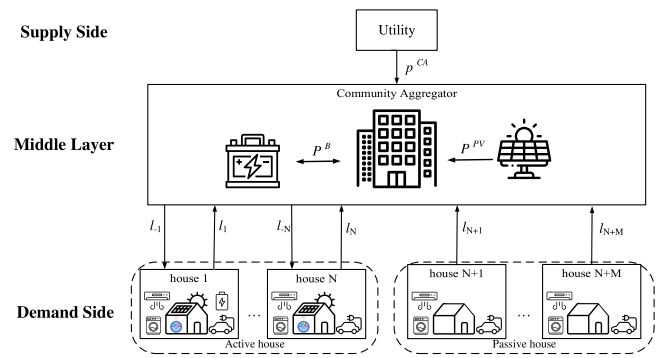 Supply Side
Utility
p CA
Community Aggregator
Middle Layer
P B
P PV
l-1
l1
l-N
lN
lN+1
lN+M
Demand Side
house 1
...
house N
house N+1
...
house N+M
Active house
Passive house